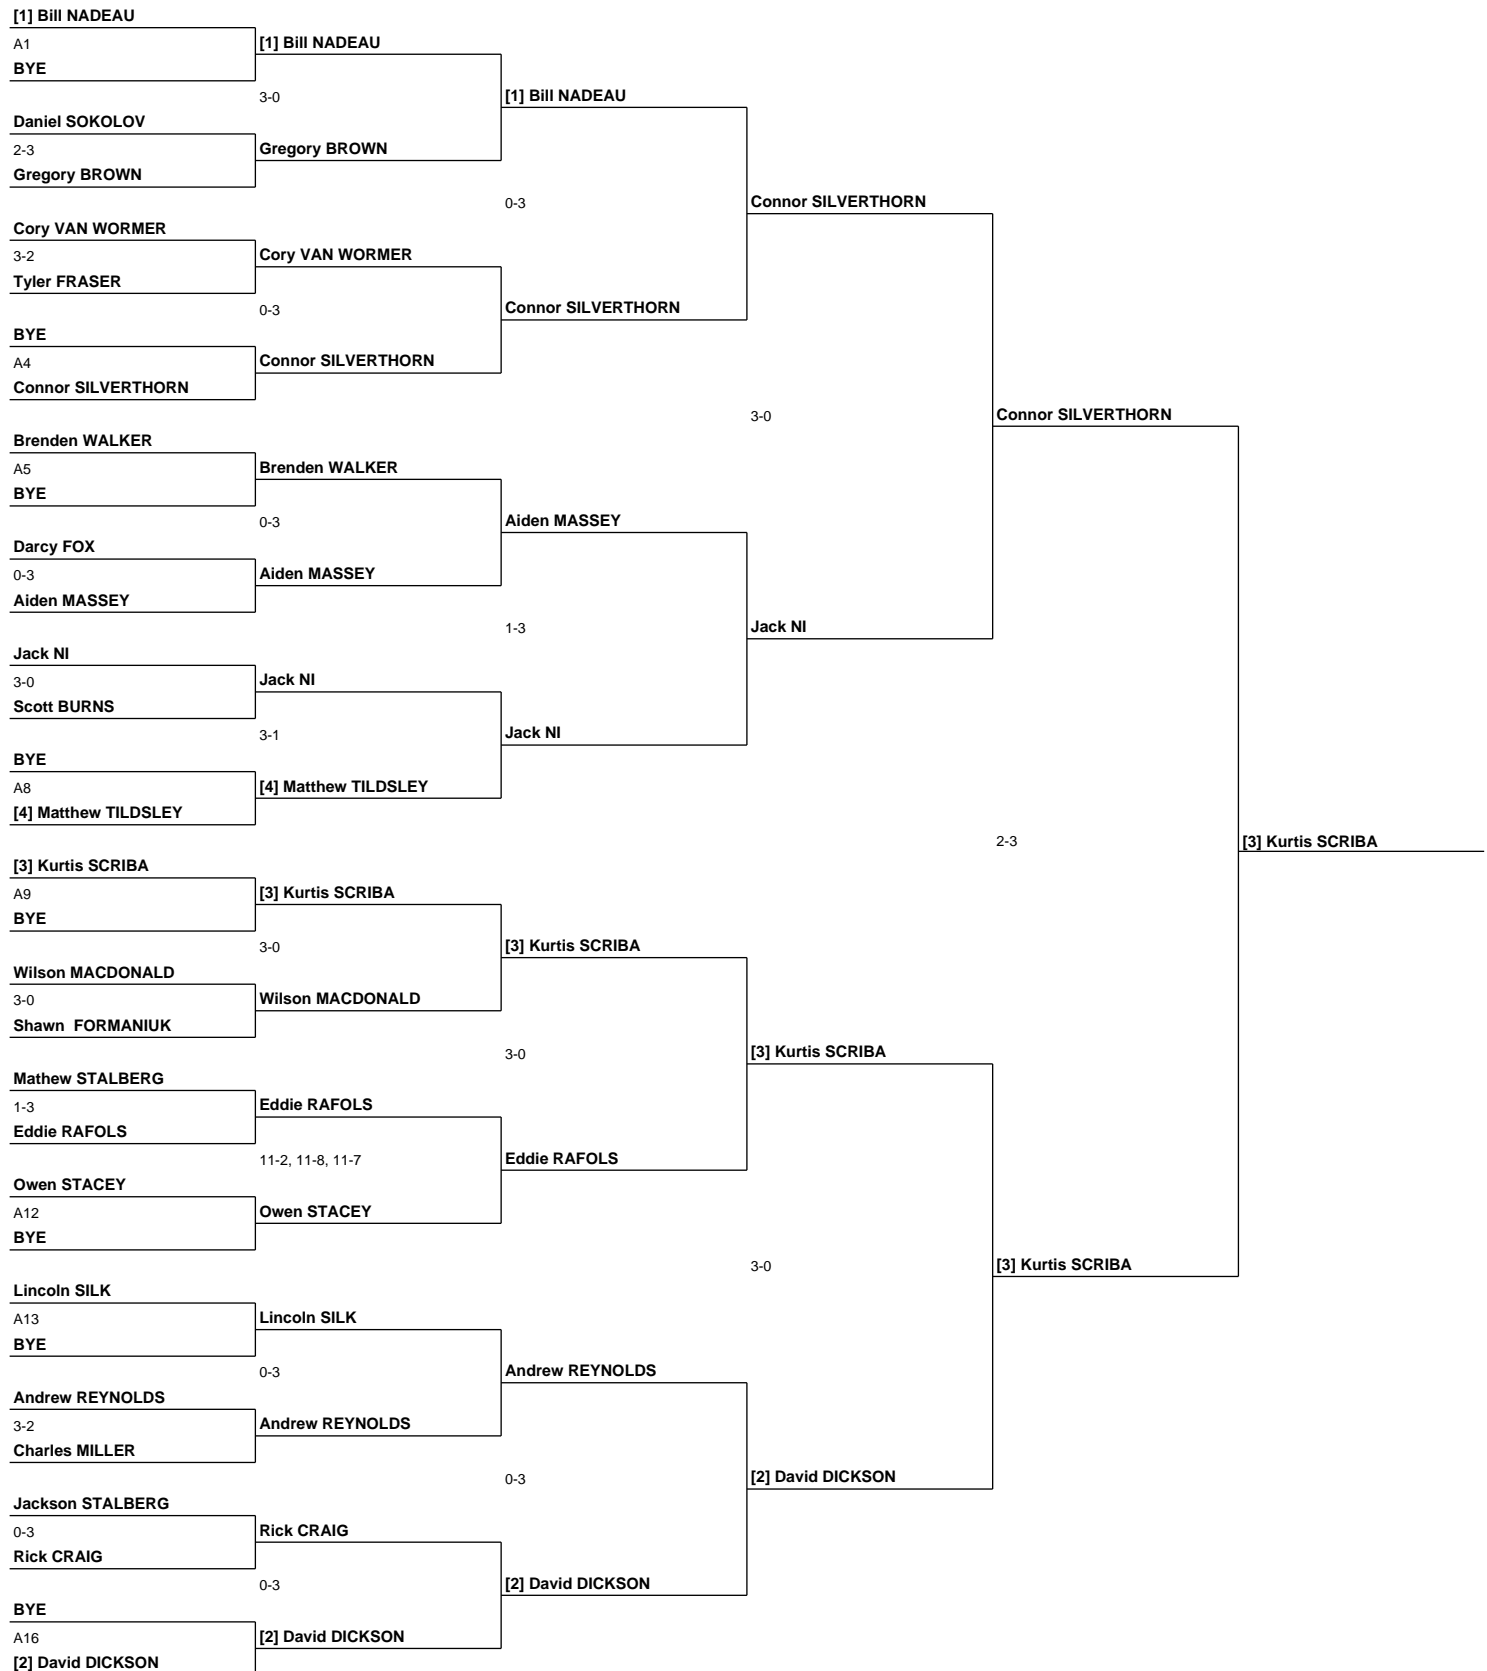 [1] Bill NADEAU
A1
BYE
Daniel SOKOLOV
2-3
Gregory BROWN
Cory VAN WORMER
3-2
Tyler FRASER
BYE
A4
Connor SILVERTHORN
Brenden WALKER
A5
BYE
Darcy FOX
0-3
Aiden MASSEY
Jack NI
3-0
Scott BURNS
BYE
A8
[4] Matthew TILDSLEY
[3] Kurtis SCRIBA
A9
BYE
Wilson MACDONALD
3-0
Shawn  FORMANIUK
Mathew STALBERG
1-3
Eddie RAFOLS
Owen STACEY
A12
BYE
Lincoln SILK
A13
BYE
Andrew REYNOLDS
3-2
Charles MILLER
Jackson STALBERG
0-3
Rick CRAIG
BYE
A16
[2] David DICKSON
[1] Bill NADEAU
3-0
Gregory BROWN
Cory VAN WORMER
0-3
Connor SILVERTHORN
Brenden WALKER
0-3
Aiden MASSEY
Jack NI
3-1
[4] Matthew TILDSLEY
[3] Kurtis SCRIBA
3-0
Wilson MACDONALD
Eddie RAFOLS
11-2, 11-8, 11-7
Owen STACEY
Lincoln SILK
0-3
Andrew REYNOLDS
Rick CRAIG
0-3
[2] David DICKSON
[1] Bill NADEAU
0-3
Connor SILVERTHORN
Aiden MASSEY
1-3
Jack NI
[3] Kurtis SCRIBA
3-0
Eddie RAFOLS
Andrew REYNOLDS
0-3
[2] David DICKSON
Connor SILVERTHORN
3-0
Jack NI
[3] Kurtis SCRIBA
3-0
[2] David DICKSON
Connor SILVERTHORN
2-3
[3] Kurtis SCRIBA
[3] Kurtis SCRIBA